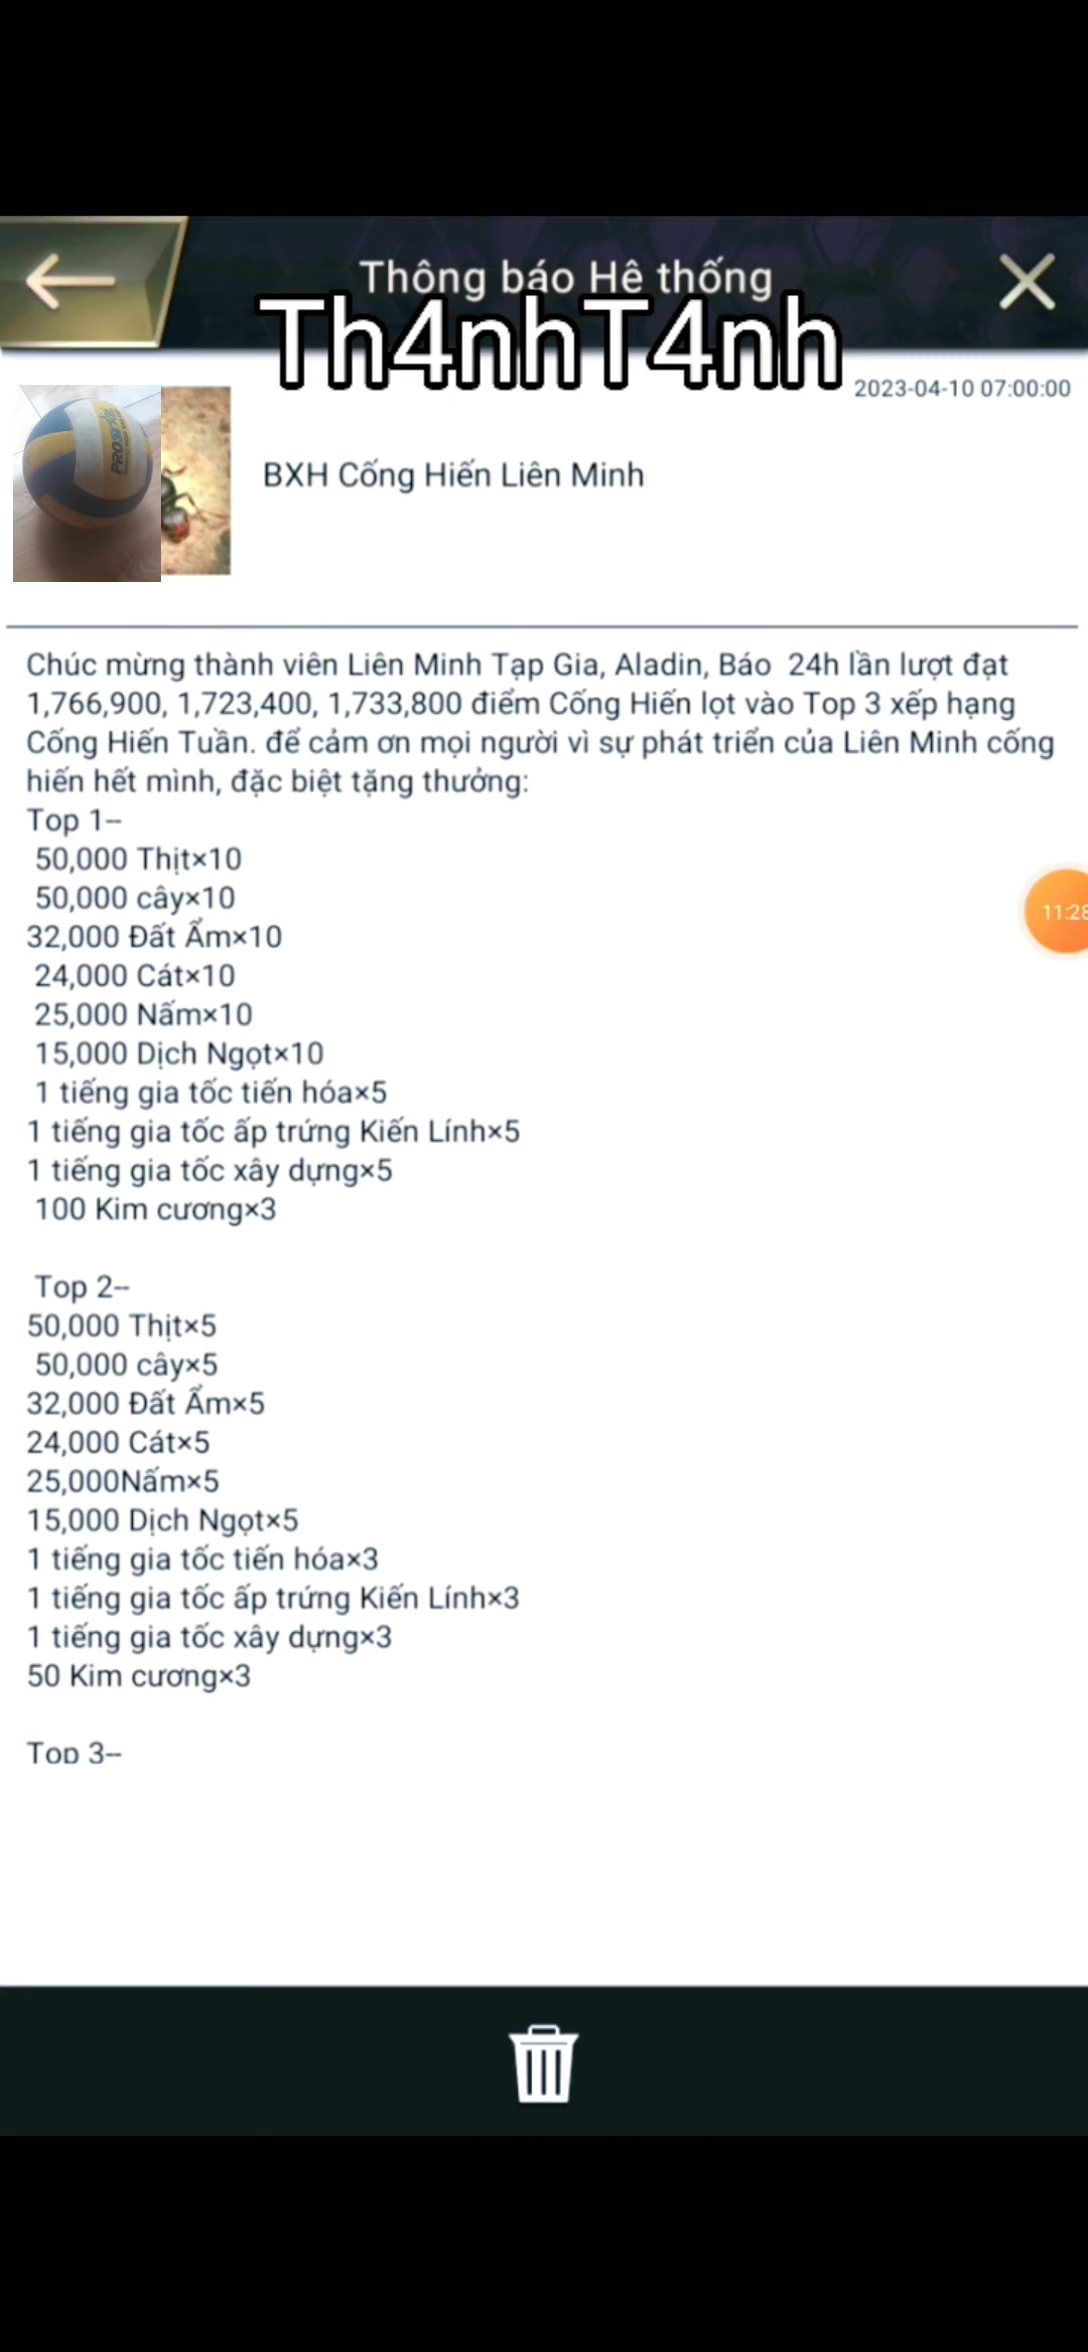 Thông báo Hệ thống
Th4nhT4nh
2023-04-10 07:00:00
PROSTAR
BXH Cống Hiến Liên Minh
Chúc mừng thành viên Liên Minh Tạp Gia, Aladin, Báo  24h lần lượt đạt
1,766,900, 1,723,400, 1,733,800 điểm Cống Hiến lọt vào Top 3 xếp hạng
Cống Hiến Tuần. để cảm ơn mọi người vì sự phát triển của Liên Minh cống
hiến hết mình, đặc biệt tặng thưởng:
Top 1--
50,000 Thịt×10
50,000 cây×10
32,000 Đất Ẩm×10
24,000 Cát×10
25,000 Nấm×10
15,000 Dịch Ngọt×10
1 tiếng gia tốc tiến hóa×5
1 tiếng gia tốc ấp trứng Kiến Lính×5
1 tiếng gia tốc xây dựng×5
100 Kim cương×3
Top 2--
50,000 Thịt×5
50,000 cây×5
32,000 Đất Ẩm×5
24,000 Cát×5
25,000Nấm×5
15,000 Dịch Ngọt×5
1 tiếng gia tốc tiến hóa×3
1 tiếng gia tốc ấp trứng Kiến Lính×3
1 tiếng gia tốc xây dựng×3
50 Kim cương×3
Top 3--
11:28